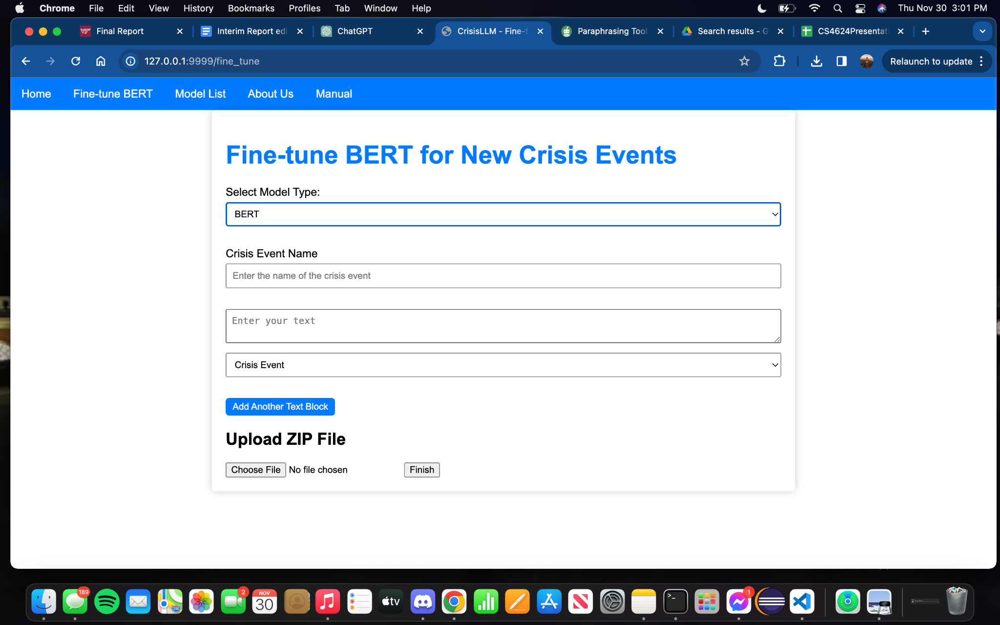 Chrome File Edit View History Bookmarks Profiles Tab Window Help Thu Nov 30 3:01 PM
Final Report Interim Report edi ChatGPT CrisisLLM - Fine-t Paraphrasing Tool Search results - G CS4624Presentati
127.0.0.1:9999/fine_tune Relaunch to update
Home Fine-tune BERT Model List About Us Manual
Fine-tune BERT for New Crisis Events
Select Model Type:
BERT
Crisis Event Name
Enter the name of the crisis event
Enter your text
Crisis Event
Add Another Text Block
Upload ZIP File
Choose File No file chosen Finish
189 280 2 NOV 30 tv >_ 1